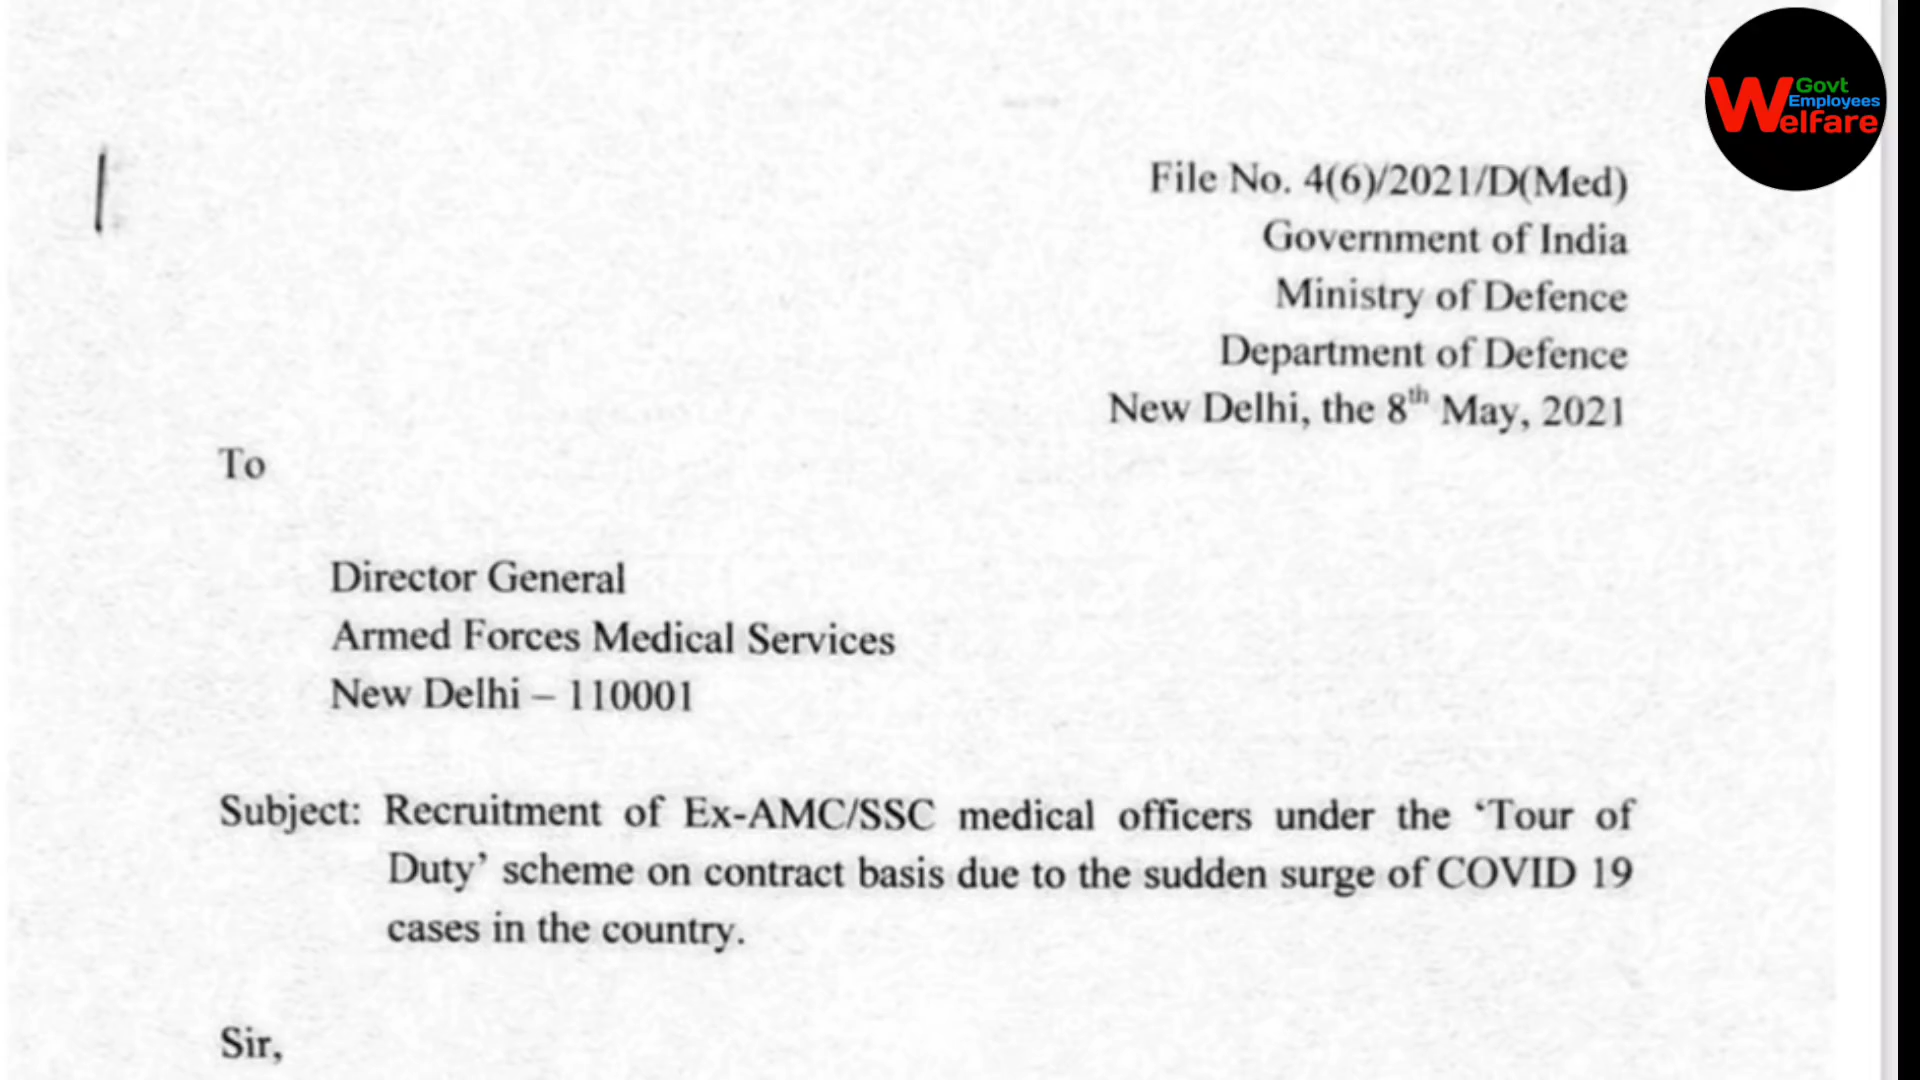 Govt
Employees
Welfare
File No. 4(6)/2021/D(Med)
Government of India
Ministry of Defence
Department of Defence
New Delhi, the 8th May, 2021
To
Director General
Armed Forces Medical Services
New Delhi – 110001
Subject: Recruitment of Ex-AMC/SSC medical officers under the ‘Tour of
Duty’ scheme on contract basis due to the sudden surge of COVID 19
cases in the country.
Sir,